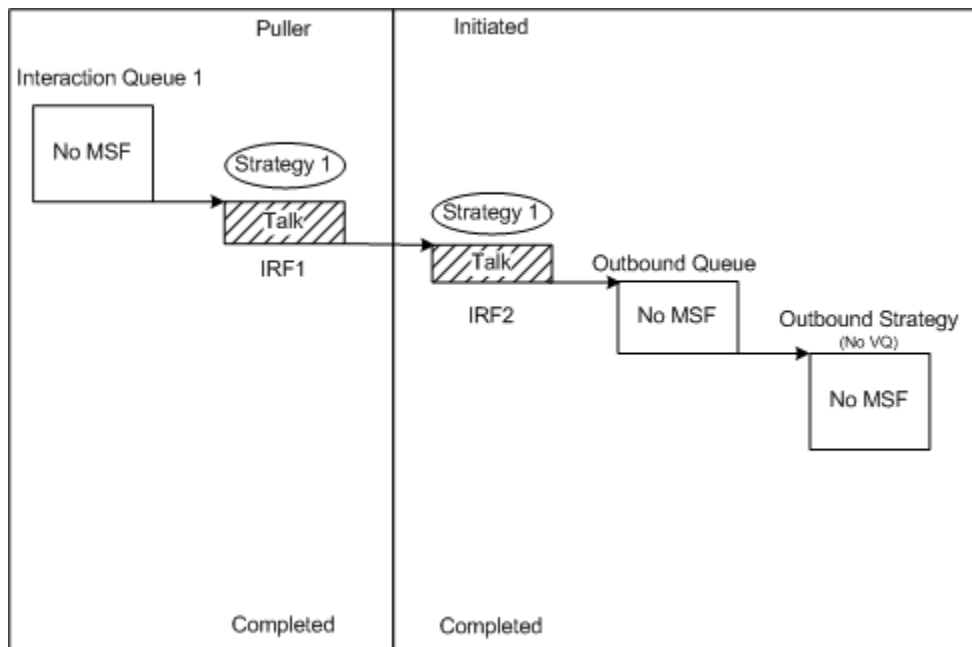 Puller
Initiated
Interaction Queue 1
No MSF
Strategy 1
Talk
IRF1
Strategy 1
Talk
IRF2
Outbound Queue
No MSF
Outbound Strategy
(No VQ)
No MSF
Completed
Completed